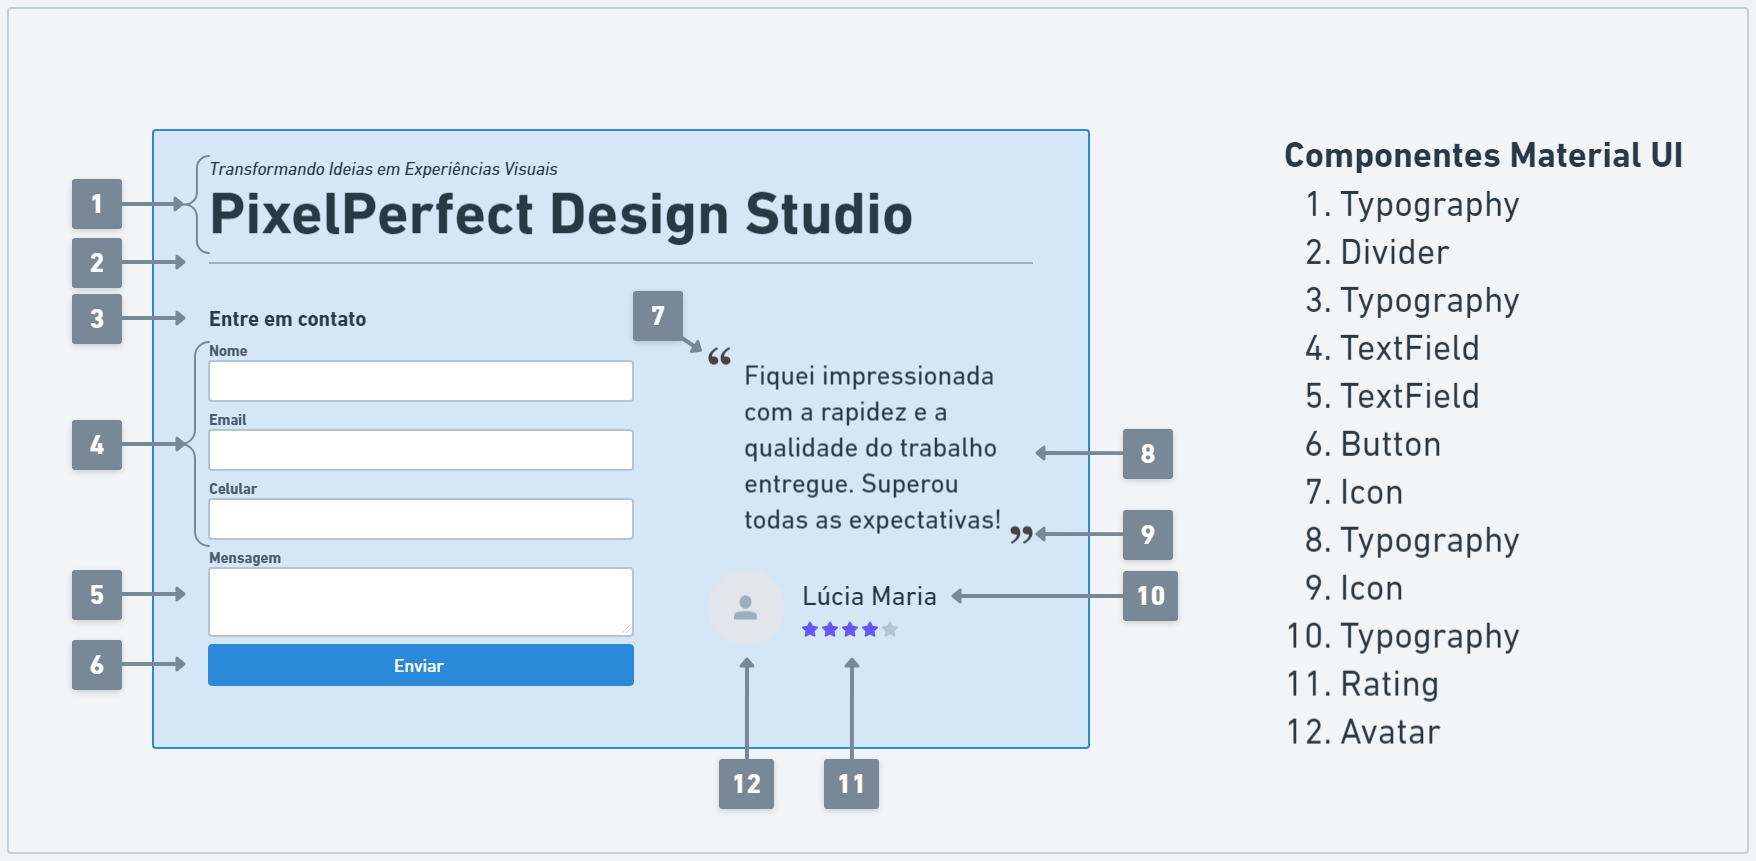 Transformando Ideias em Experiências Visuais
PixelPerfect Design Studio
1
2
3
Entre em contato
Nome
4
Email
Celular
Mensagem
5
6
Enviar
7
“
Fiquei impressionada
com a rapidez e a
qualidade do trabalho
entregue. Superou
todas as expectativas!
”
8
9
Lúcia Maria
10
12
11
Componentes Material UI
1. Typography
2. Divider
3. Typography
4. TextField
5. TextField
6. Button
7. Icon
8. Typography
9. Icon
10. Typography
11. Rating
12. Avatar